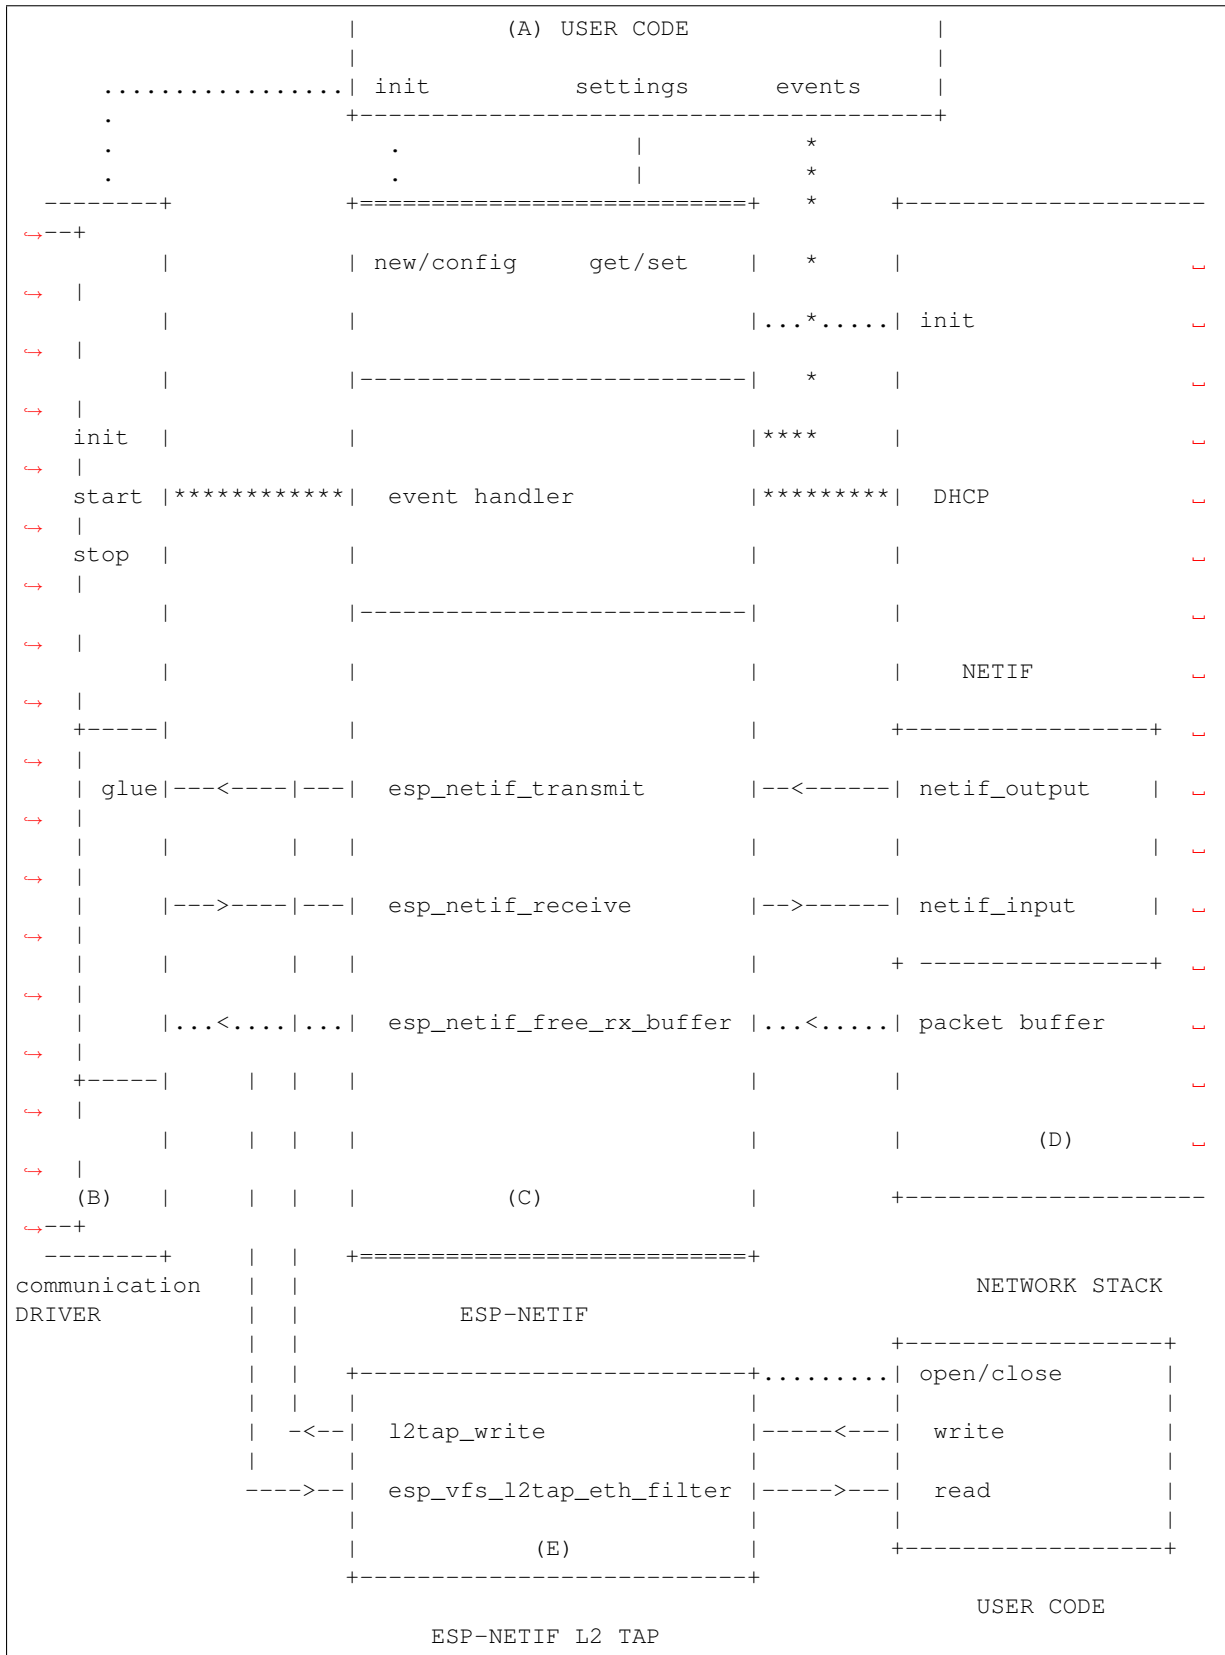 |          (A) USER CODE                 |
|                                        |
.................| init          settings      events     |
.                +----------------------------------------+
.                   .                |           *
.                   .                |           *
--------+            +===========================+   *     +---------------------
↪--+
|            | new/config     get/set    |   *     |                    ␣
↪  |
|            |                           |...*.....| init               ␣
↪  |
|            |---------------------------|   *     |                    ␣
↪  |
init  |            |                           |****     |                    ␣
↪  |
start |************|  event handler            |*********|  DHCP              ␣
↪  |
stop  |            |                           |         |                    ␣
↪  |
|            |---------------------------|         |                    ␣
↪  |
|            |                           |         |    NETIF           ␣
↪  |
+-----|            |                           |         +-----------------+  ␣
↪  |
| glue|---<----|---|  esp_netif_transmit       |--<------| netif_output    |  ␣
↪  |
|     |        |   |                           |         |                 |  ␣
↪  |
|     |--->----|---|  esp_netif_receive        |-->------| netif_input     |  ␣
↪  |
|     |        |   |                           |         + ----------------+  ␣
↪  |
|     |...<....|...|  esp_netif_free_rx_buffer |...<.....| packet buffer      ␣
↪  |
+-----|     |  |   |                           |         |                    ␣
↪  |
|     |  |   |                           |         |         (D)        ␣
↪  |
(B)   |     |  |   |          (C)              |         +---------------------
↪--+
--------+     |  |   +===========================+
communication   |  |                                               NETWORK STACK
DRIVER          |  |           ESP-NETIF
|  |                                         +------------------+
|  |   +---------------------------+.........| open/close       |
|  |   |                           |         |                  |
|  -<--|  l2tap_write              |-----<---|  write           |
|      |                           |         |                  |
---->--|  esp_vfs_l2tap_eth_filter |----->---|  read            |
|                           |         |                  |
|            (E)            |         +------------------+
+---------------------------+
USER CODE
ESP-NETIF L2 TAP